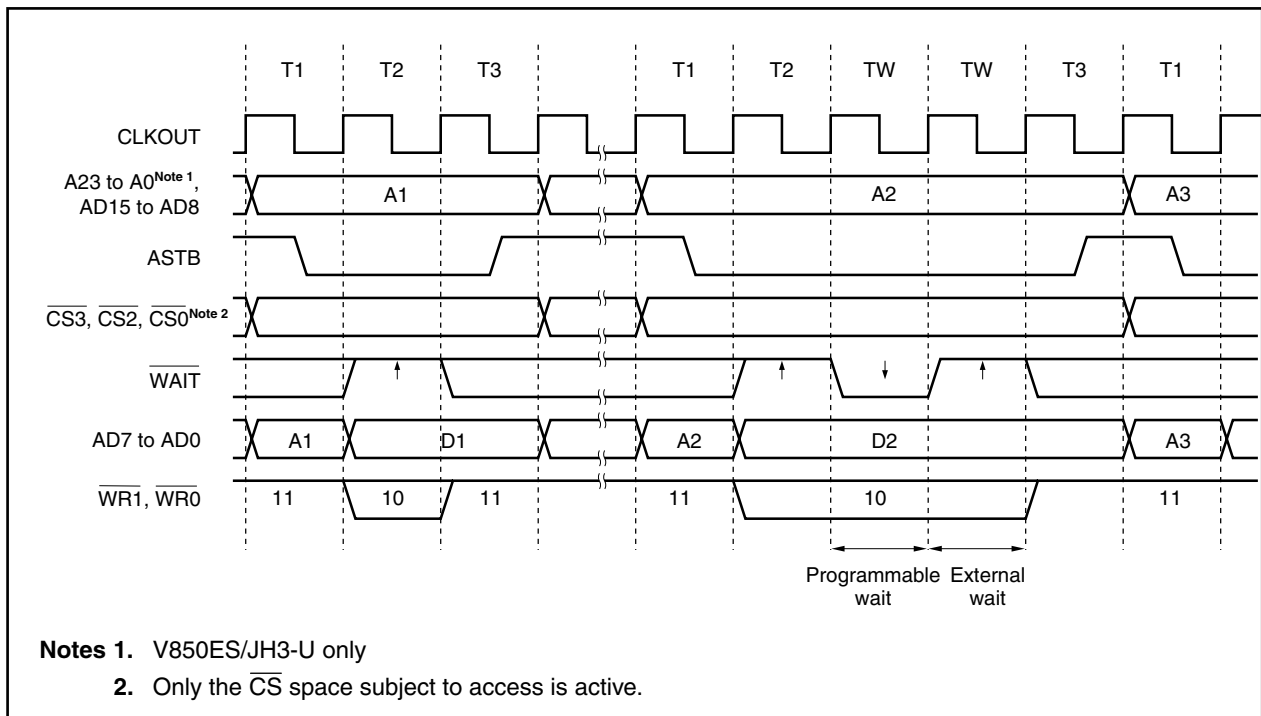 T1 T2 T3 T1 T2 TW TW T3 T1
CLKOUT
A23 to A0Note 1,
AD15 to AD8
A1 A2 A3
ASTB
CS3, CS2, CS0Note 2
WAIT
AD7 to AD0 A1 D1 A2 D2 A3
WR1, WR0 11 10 11 11 10 11
Programmable
wait
External
wait
Notes 1. V850ES/JH3-U only
2. Only the CS space subject to access is active.